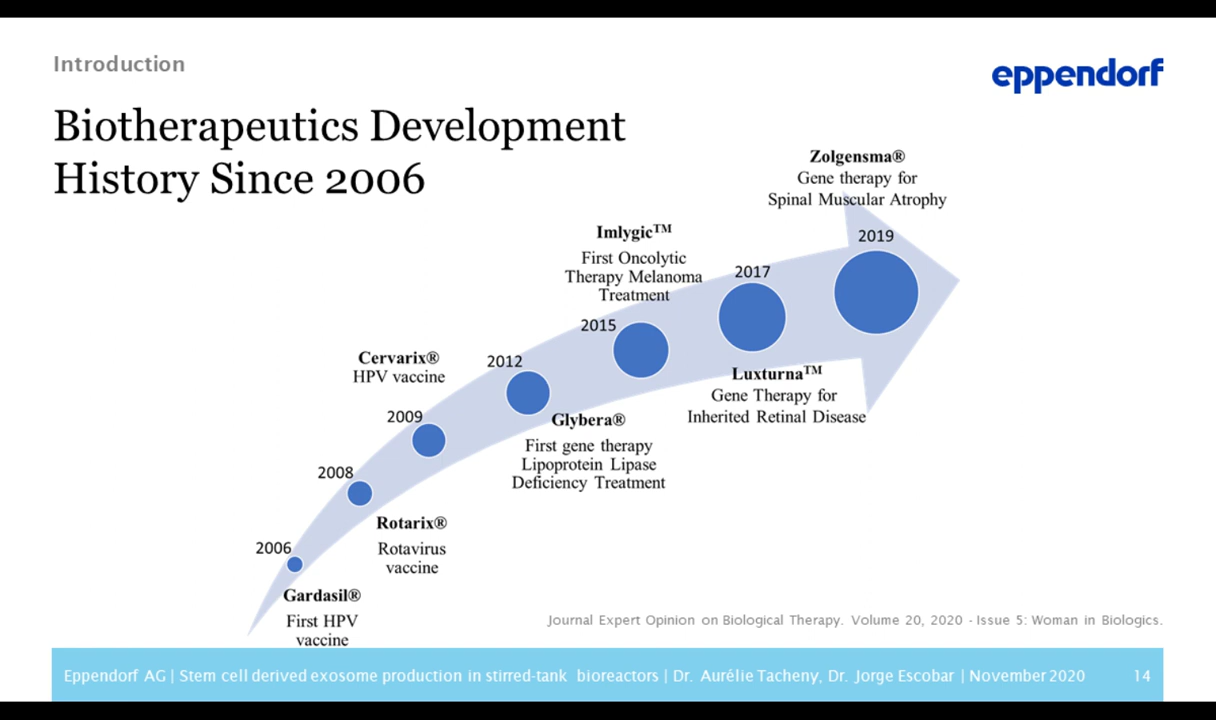 Introduction
eppendorf
Biotherapeutics Development
History Since 2006
Zolgensma®
Gene therapy for
Spinal Muscular Atrophy
2019
Imlygic™
First Oncolytic
Therapy Melanoma
Treatment
2017
2015
Luxturna™
Gene Therapy for
Inherited Retinal Disease
Cervarix®
HPV vaccine
2012
Glybera®
First gene therapy
Lipoprotein Lipase
Deficiency Treatment
2009
2008
Rotarix®
Rotavirus
vaccine
2006
Gardasil®
First HPV
vaccine
Journal Expert Opinion on Biological Therapy. Volume 20, 2020 - Issue 5: Woman in Biologics.
Eppendorf AG | Stem cell derived exosome production in stirred-tank bioreactors | Dr. Aurélie Tacheny, Dr. Jorge Escobar | November 2020 14